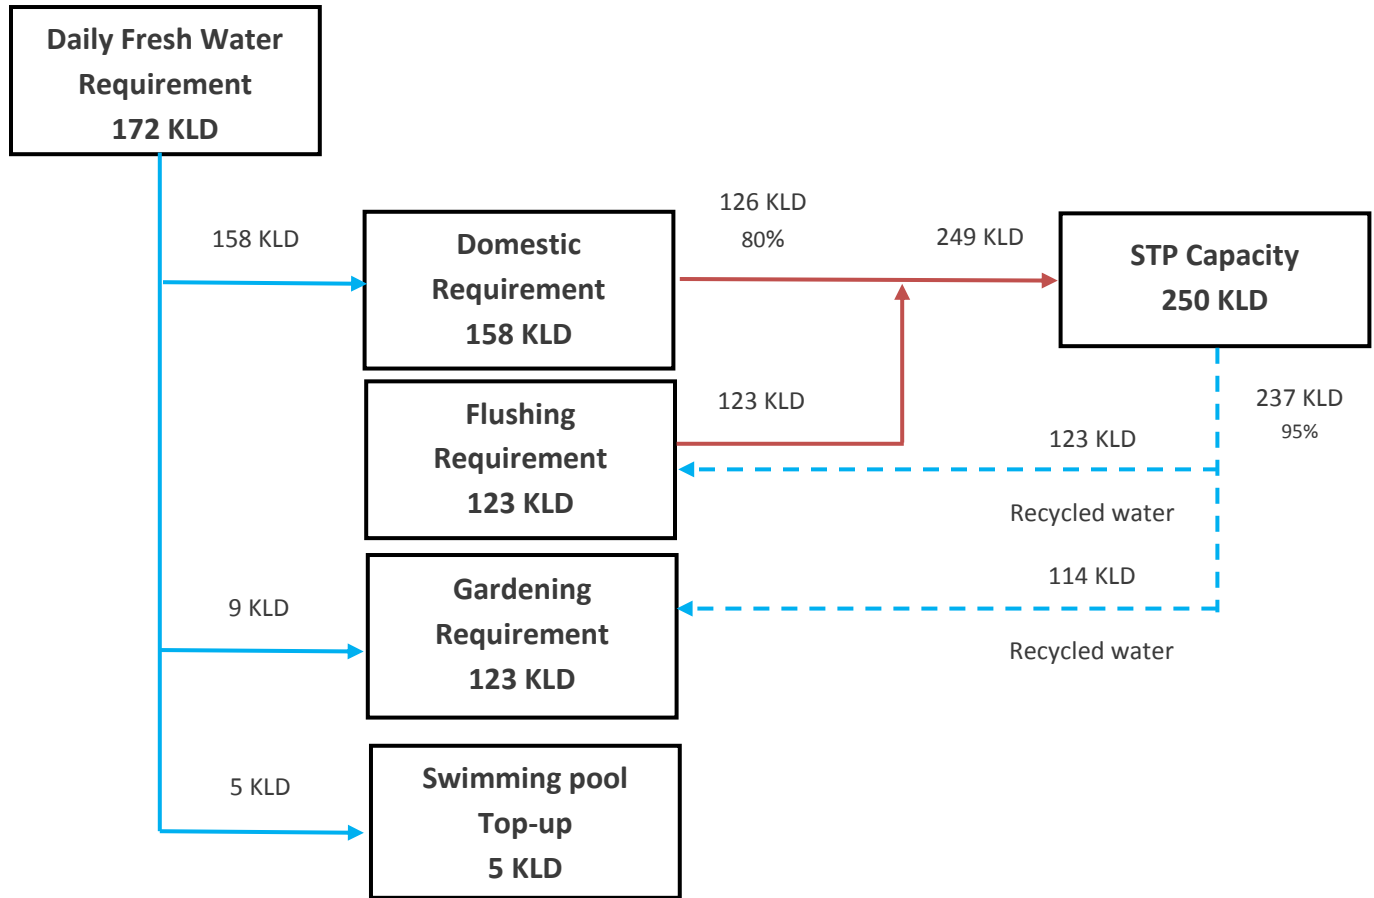 Daily Fresh Water
Requirement
172 KLD
158 KLD
Domestic
Requirement
158 KLD
126 KLD
80%
249 KLD
STP Capacity
250 KLD
Flushing
Requirement
123 KLD
123 KLD
237 KLD
95%
123 KLD
Recycled water
9 KLD
Gardening
Requirement
123 KLD
114 KLD
Recycled water
5 KLD
Swimming pool
Top-up
5 KLD